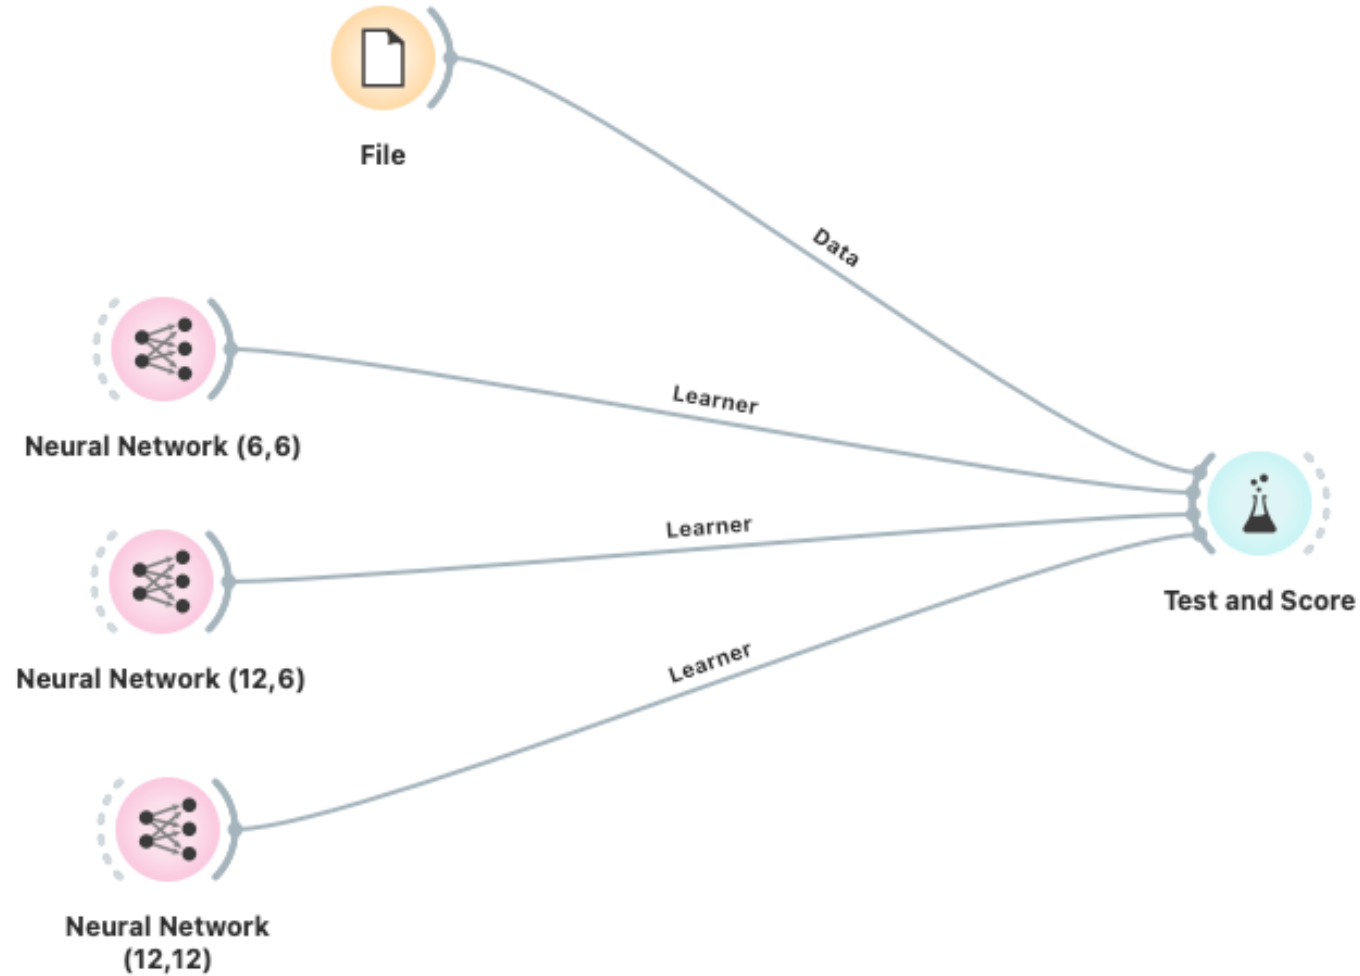 File
Data
Learner
Neural Network (6,6)
Learner
Test and Score
Learner
Neural Network (12,6)
Neural Network
(12,12)